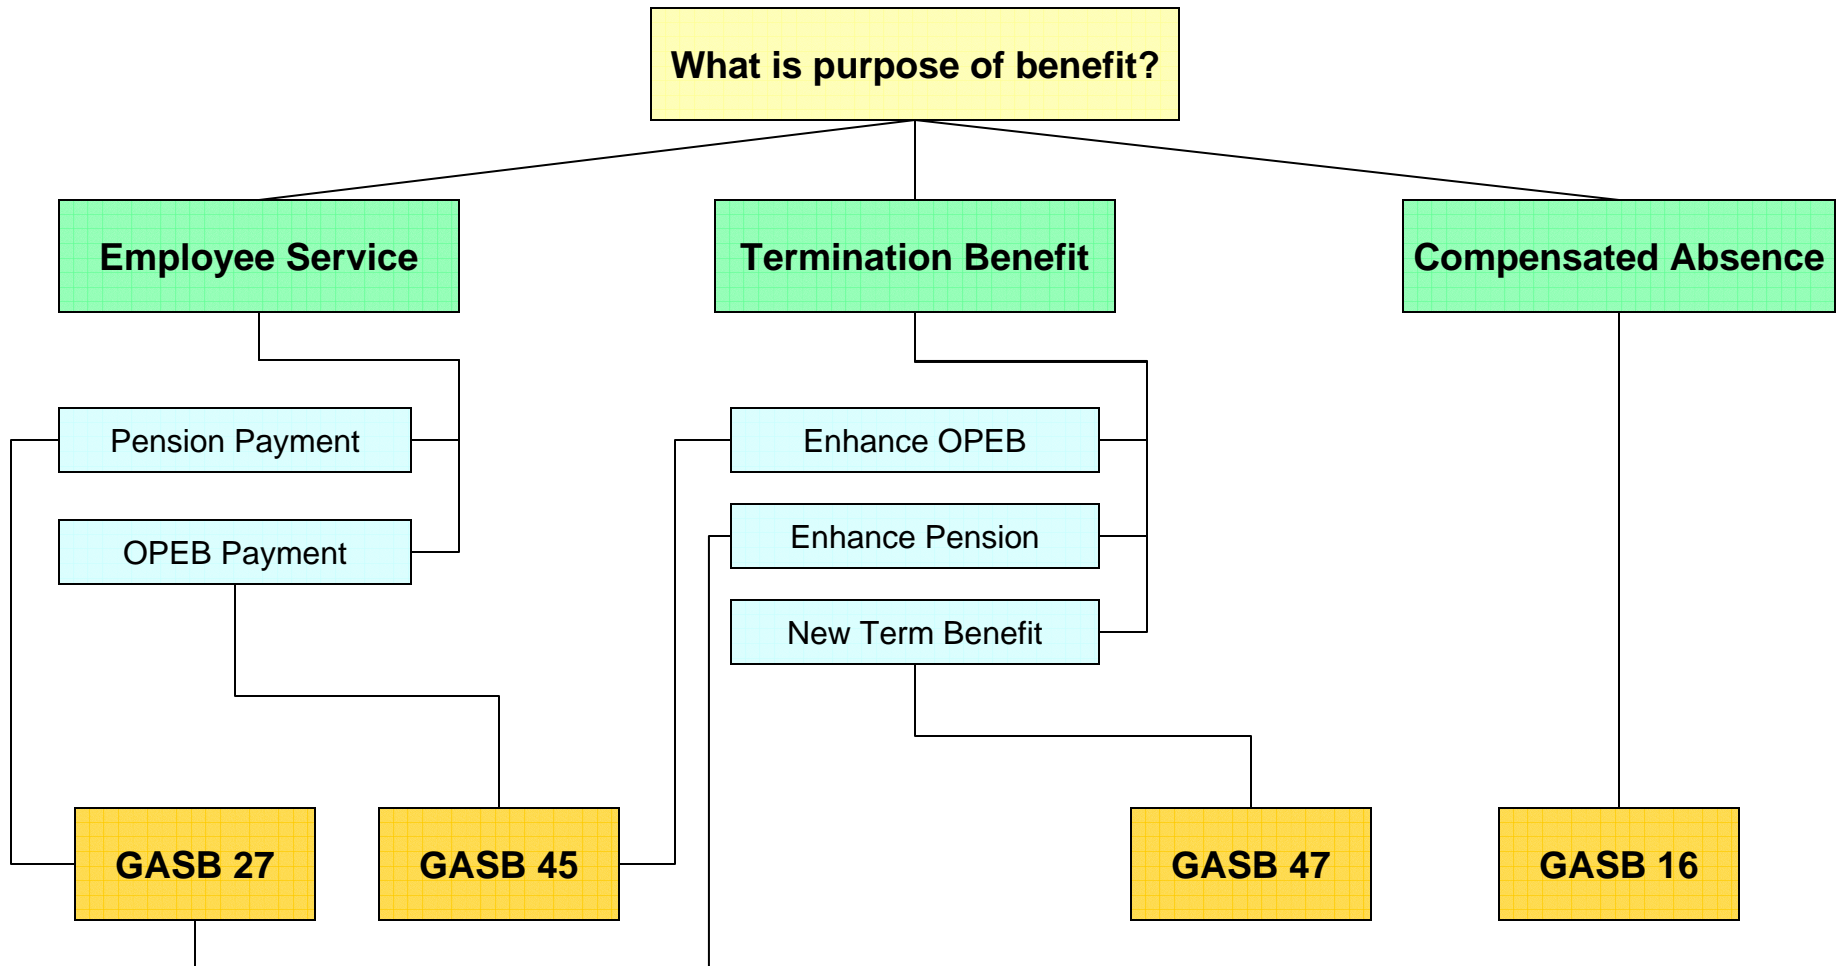 What is purpose of benefit?
Employee Service
Termination Benefit
Compensated Absence
Pension Payment
Enhance OPEB
OPEB Payment
Enhance Pension
New Term Benefit
GASB 27
GASB 45
GASB 47
GASB 16